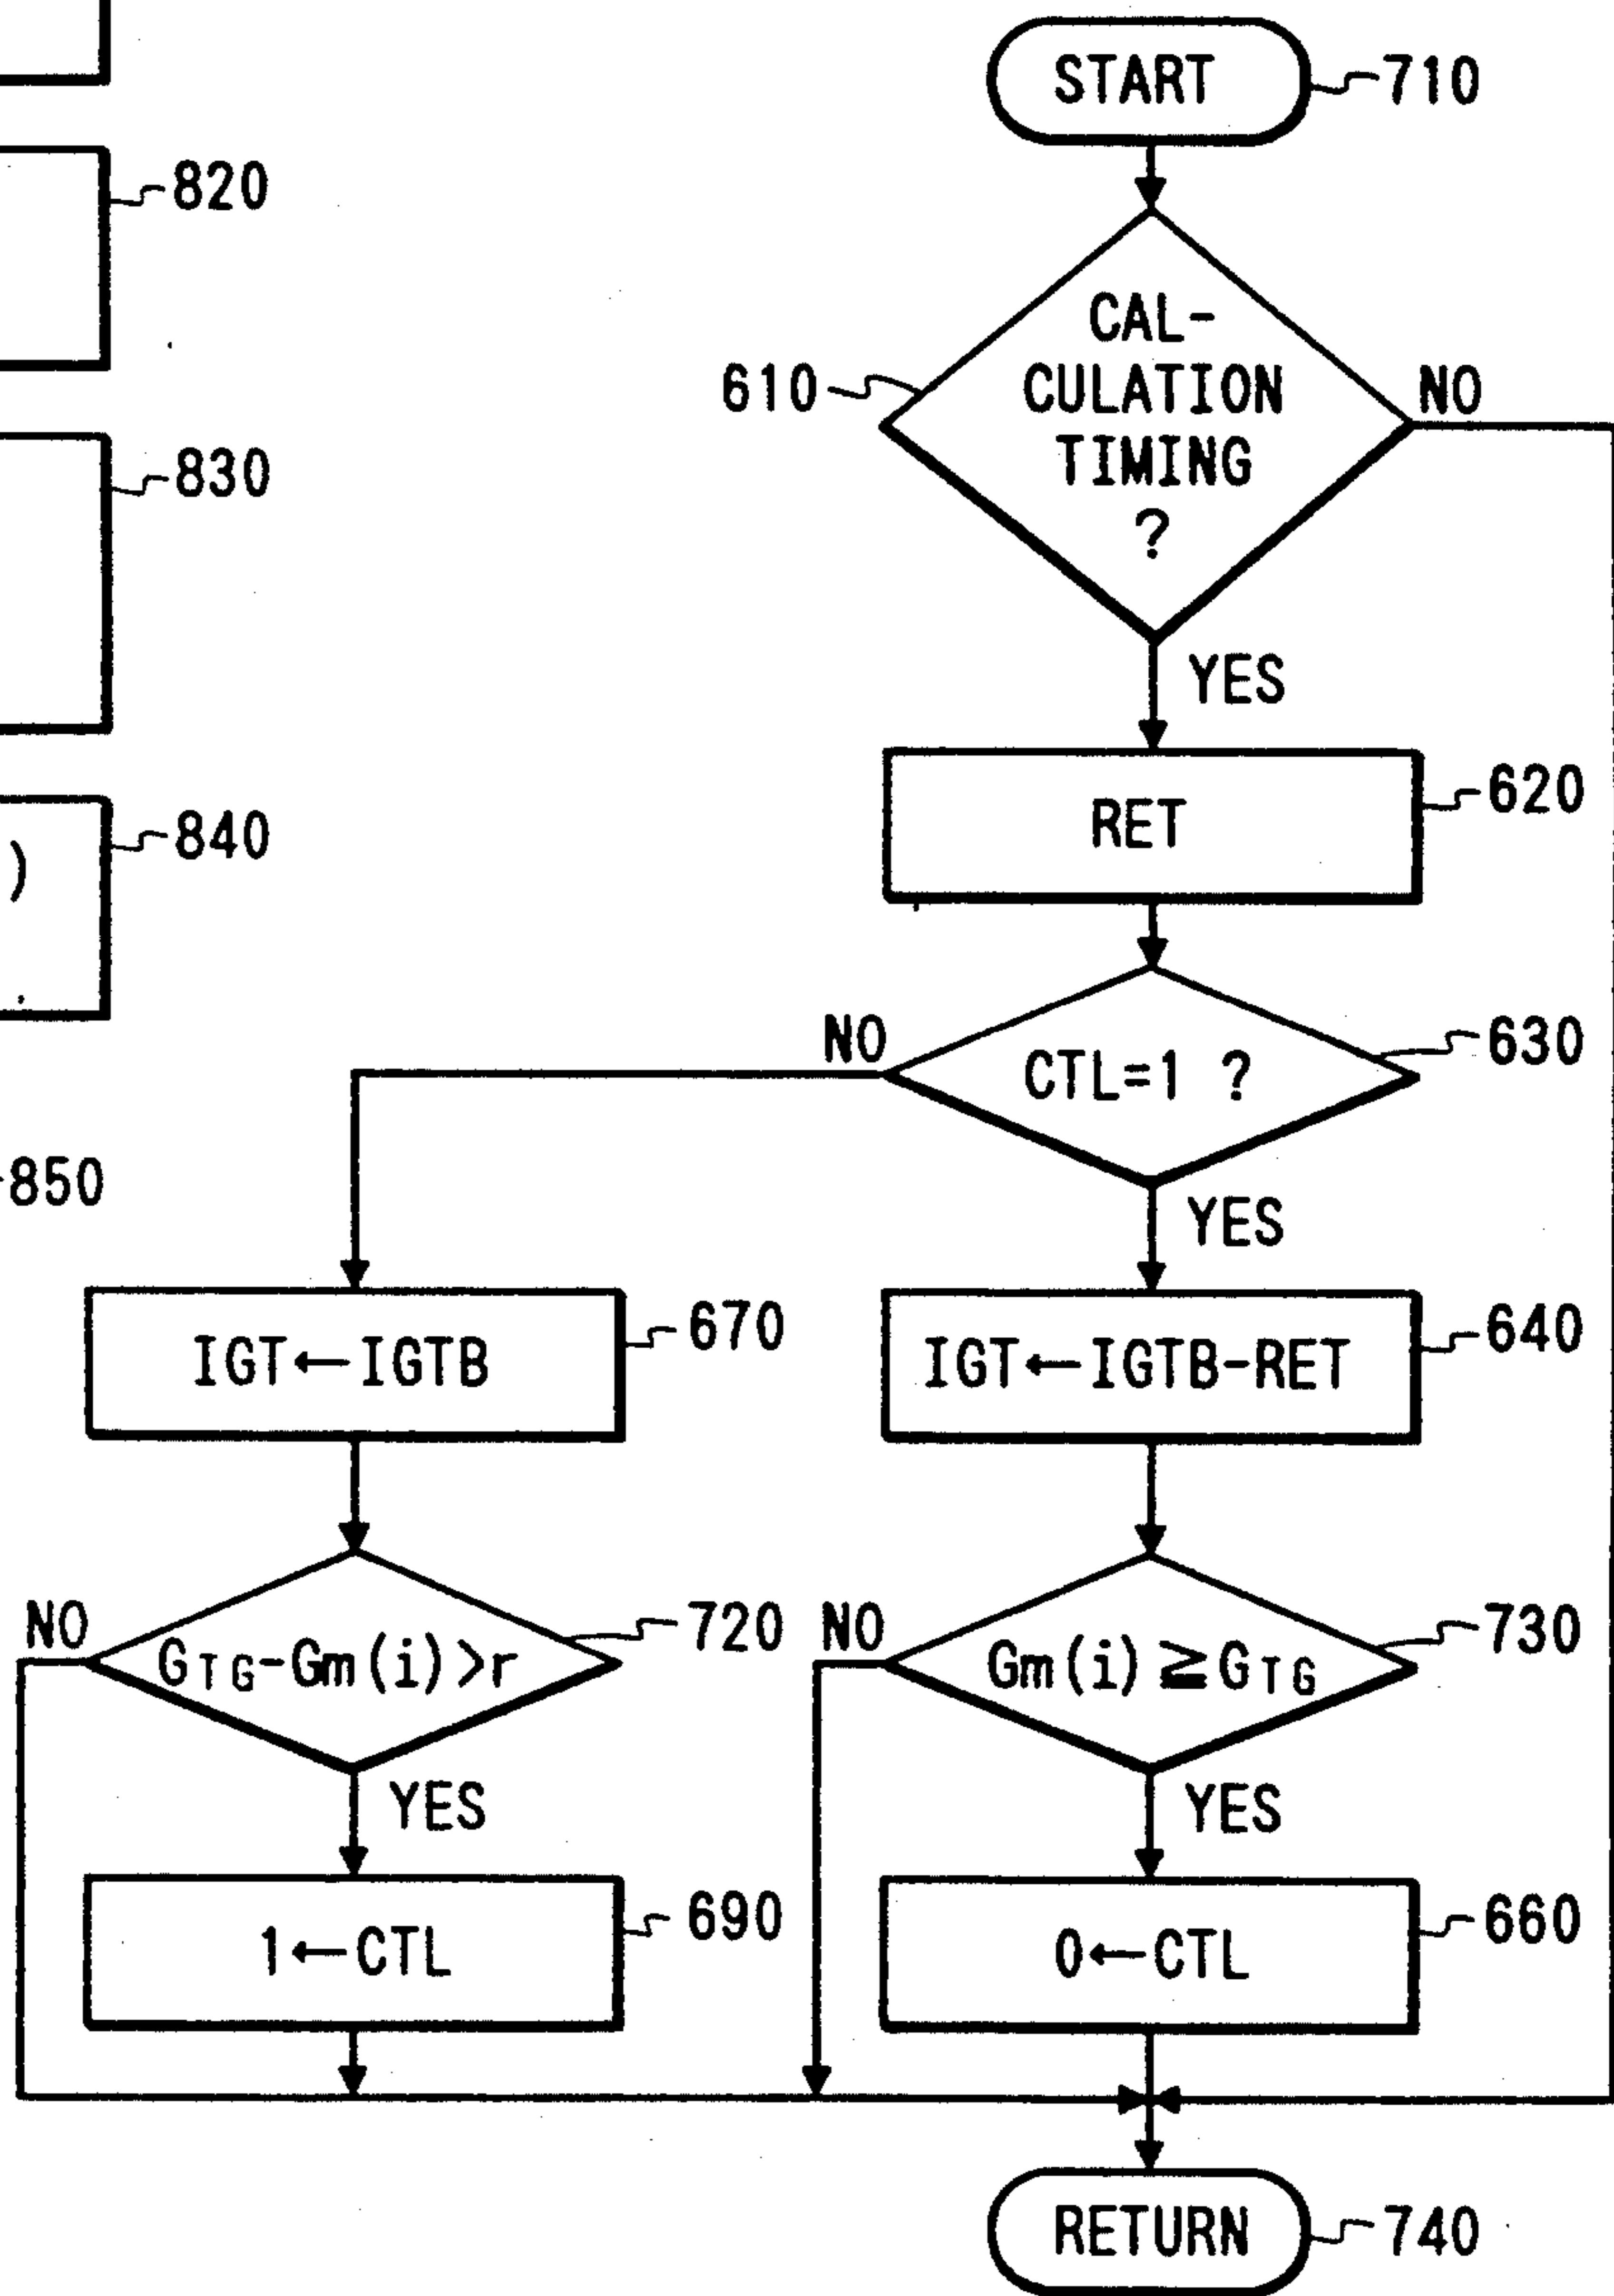 START
710
820
CAL-
CULATION
TIMING
?
610
NO
830
YES
RET
620
840
)
NO
CTL=1 ?
630
850
YES
IGT←IGTB
670
IGT←IGTB-RET
640
NO
GTG-Gm(i)>r
720
NO
Gm(i)≧GTG
730
YES
YES
1←CTL
690
0←CTL
660
RETURN
740